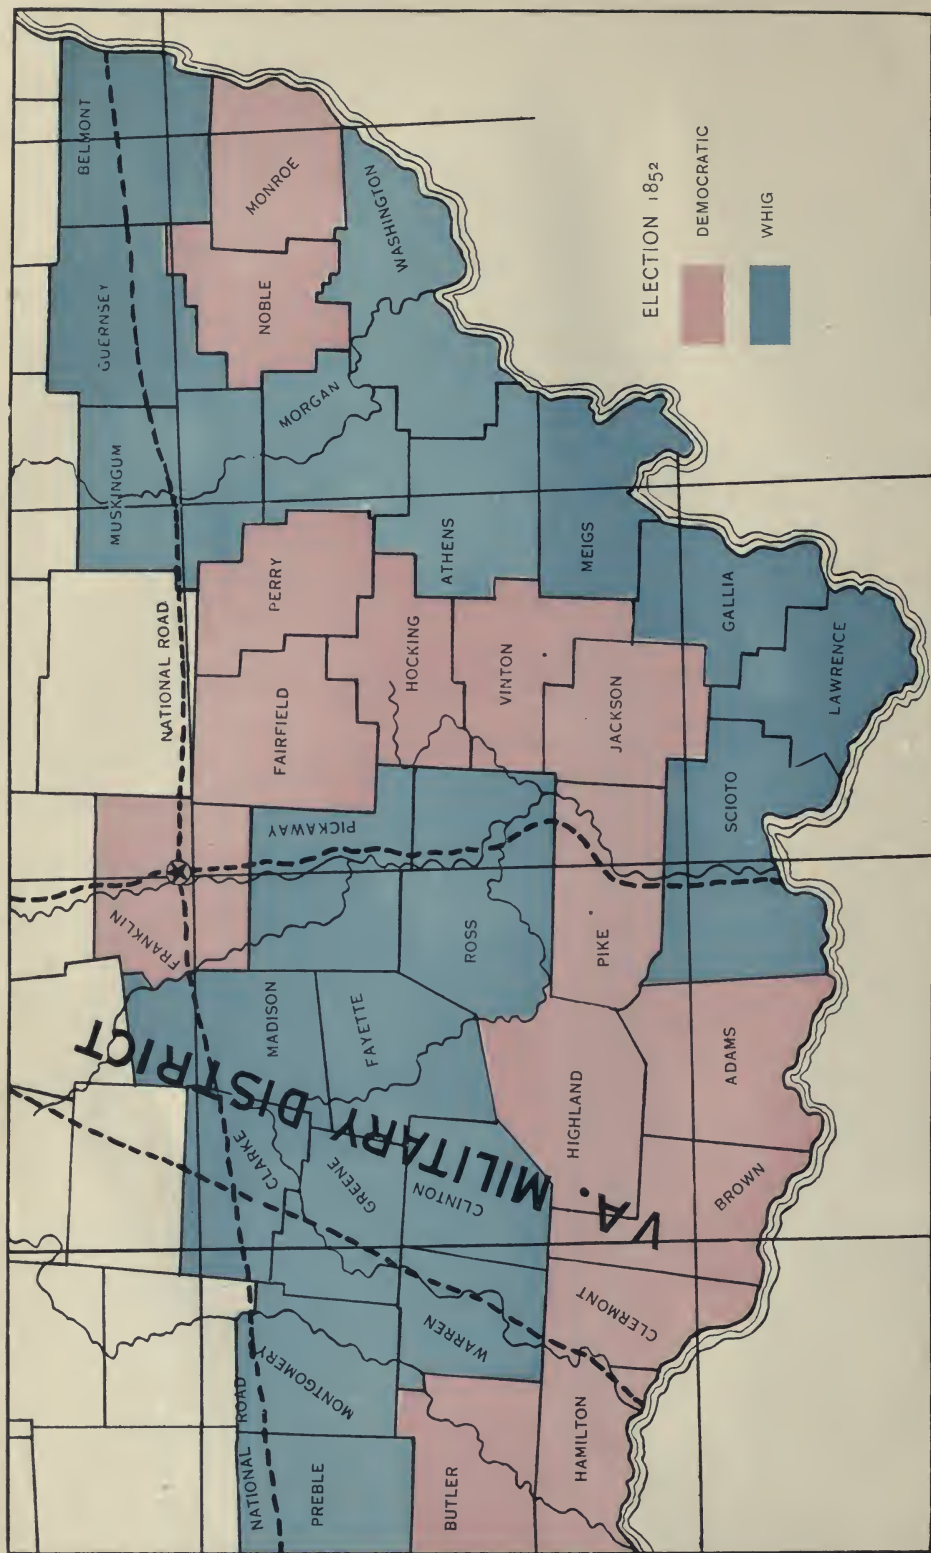 BELMONT
MONROE
GUERNSEY
NOBLE
WASHINGTON
MUSKINGUM
MORGAN
NATIONAL ROAD
PERRY
ATHENS
MEIGS
FAIRFIELD
HOCKING
VINTON
JACKSON
GALLIA
LAWRENCE
FRANKLIN
PICKAWAY
ROSS
PIKE
SCIOTO
MADISON
FAYETTE
HIGHLAND
ADAMS
CLARKE
GREENE
CLINTON
BROWN
VA. MILITARY DISTRICT
NATIONAL ROAD
MONTGOMERY
WARREN
CLERMONT
PREBLE
BUTLER
HAMILTON
ELECTION 1852
DEMOCRATIC
WHIG